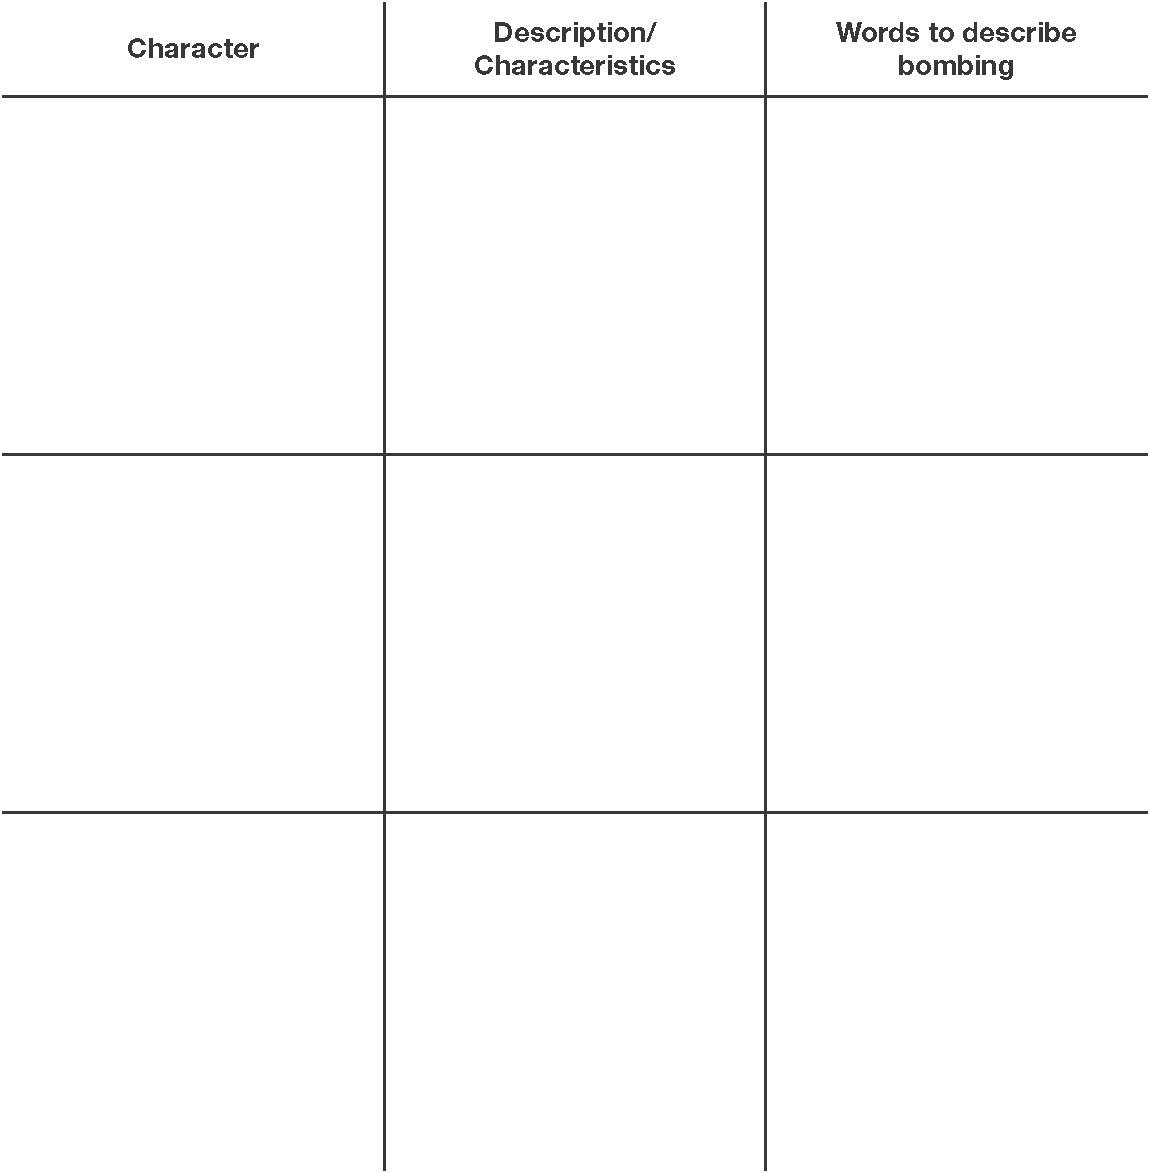 Character
Description/
Characteristics
Words to describe
bombing